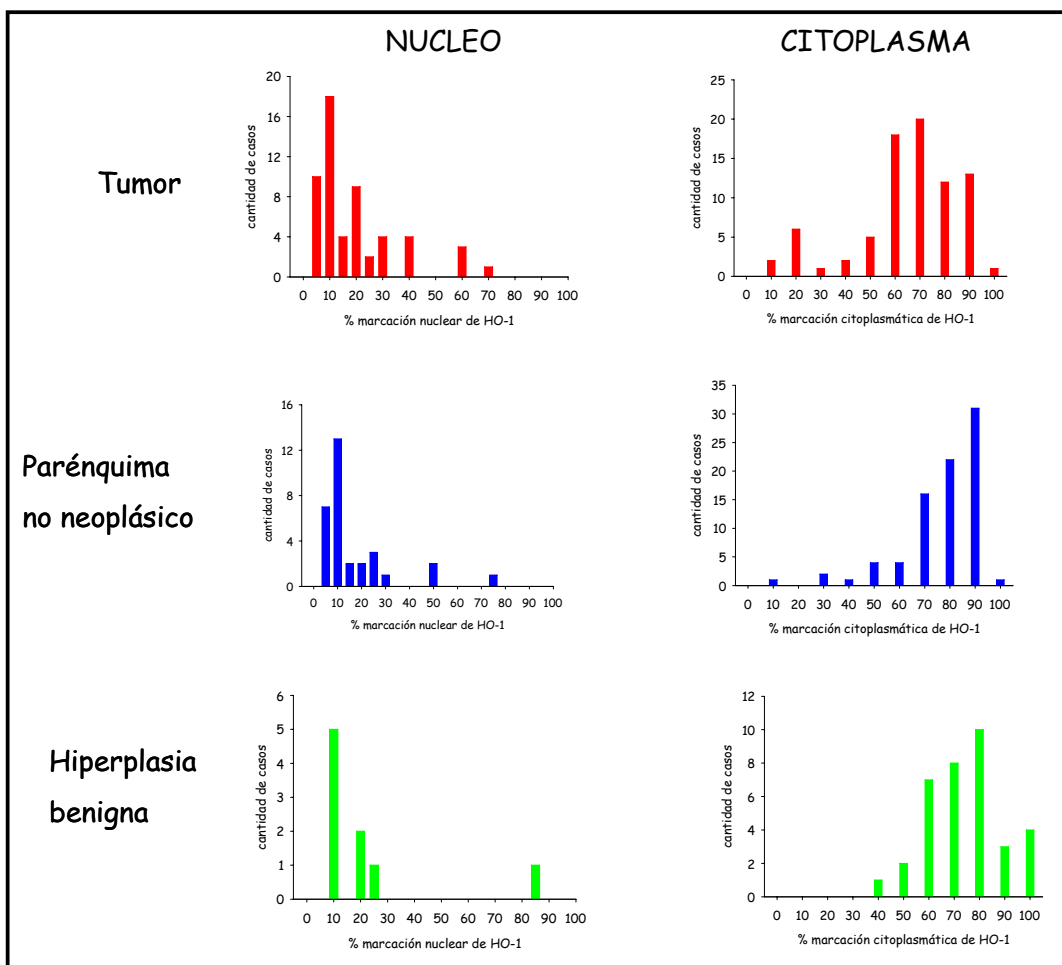 NUCLEO
CITOPLASMA
Tumor
cantidad de casos
20
16
12
8
4
0
0 10 20 30 40 50 60 70 80 90 100
% marcación nuclear de HO-1
cantidad de casos
25
20
15
10
5
0
0 10 20 30 40 50 60 70 80 90 100
% marcación citoplasmática de HO-1
Parénquima
no neoplásico
cantidad de casos
16
12
8
4
0
0 10 20 30 40 50 60 70 80 90 100
% marcación nuclear de HO-1
cantidad de casos
35
30
25
20
15
10
5
0
0 10 20 30 40 50 60 70 80 90 100
% marcación citoplasmática de HO-1
Hiperplasia
benigna
cantidad de casos
6
5
4
3
2
1
0
0 10 20 30 40 50 60 70 80 90 100
% marcación nuclear de HO-1
cantidad de casos
12
10
8
6
4
2
0
0 10 20 30 40 50 60 70 80 90 100
% marcación citoplasmática de HO-1